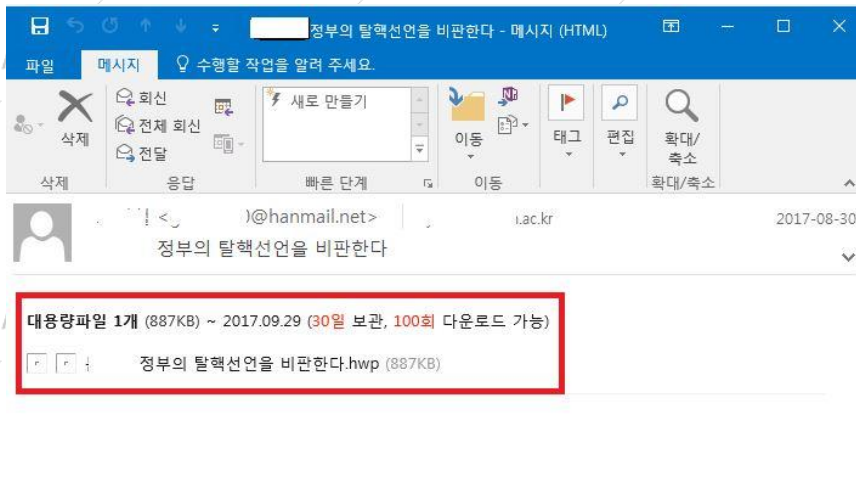 정부의 탈핵선언을 비판한다 - 메시지 (HTML)
파일 메시지 수행할 작업을 알려 주세요.
삭제
회신
전체 회신
전달
새로 만들기
이동
태그
편집
확대/
축소
삭제 응답 빠른 단계 이동 확대/축소
@hanmail.net> .ac.kr 2017-08-30
정부의 탈핵선언을 비판한다
대용량파일 1개 (887KB) ~ 2017.09.29 (30일 보관, 100회 다운로드 가능)
정부의 탈핵선언을 비판한다.hwp (887KB)